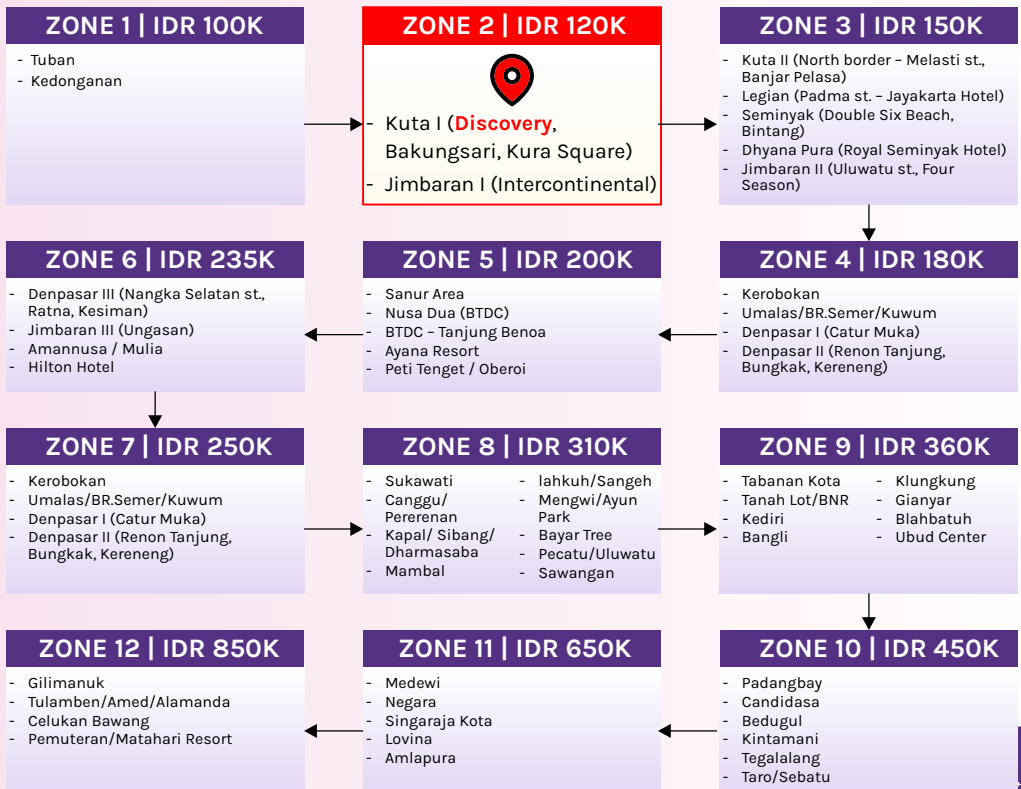 ZONE 1 | IDR 100K
- Tuban
- Kedonganan
ZONE 2 | IDR 120K
- Kuta I (Discovery,
Bakungsari, Kura Square)
- Jimbaran I (Intercontinental)
ZONE 3 | IDR 150K
- Kuta II (North border – Melasti st.,
Banjar Pelasa)
- Legian (Padma st. – Jayakarta Hotel)
- Seminyak (Double Six Beach,
Bintang)
- Dhyana Pura (Royal Seminyak Hotel)
- Jimbaran II (Uluwatu st., Four
Season)
ZONE 4 | IDR 180K
- Kerobokan
- Umalas/BR.Semer/Kuwum
- Denpasar I (Catur Muka)
- Denpasar II (Renon Tanjung,
Bungkak, Kereneng)
ZONE 5 | IDR 200K
- Sanur Area
- Nusa Dua (BTDC)
- BTDC – Tanjung Benoa
- Ayana Resort
- Peti Tenget / Oberoi
ZONE 6 | IDR 235K
- Denpasar III (Nangka Selatan st.,
Ratna, Kesiman)
- Jimbaran III (Ungasan)
- Amannusa / Mulia
- Hilton Hotel
ZONE 7 | IDR 250K
- Kerobokan
- Umalas/BR.Semer/Kuwum
- Denpasar I (Catur Muka)
- Denpasar II (Renon Tanjung,
Bungkak, Kereneng)
ZONE 8 | IDR 310K
- Sukawati
- Canggu/
Pererenan
- Kapal/ Sibang/
Dharmasaba
- Mambal
- lahkuh/Sangeh
- Mengwi/Ayun
Park
- Bayar Tree
- Pecatu/Uluwatu
- Sawangan
ZONE 9 | IDR 360K
- Tabanan Kota
- Tanah Lot/BNR
- Kediri
- Bangli
- Klungkung
- Gianyar
- Blahbatuh
- Ubud Center
ZONE 10 | IDR 450K
- Padangbay
- Candidasa
- Bedugul
- Kintamani
- Tegalalang
- Taro/Sebatu
ZONE 11 | IDR 650K
- Medewi
- Negara
- Singaraja Kota
- Lovina
- Amlapura
ZONE 12 | IDR 850K
- Gilimanuk
- Tulamben/Amed/Alamanda
- Celukan Bawang
- Pemuteran/Matahari Resort